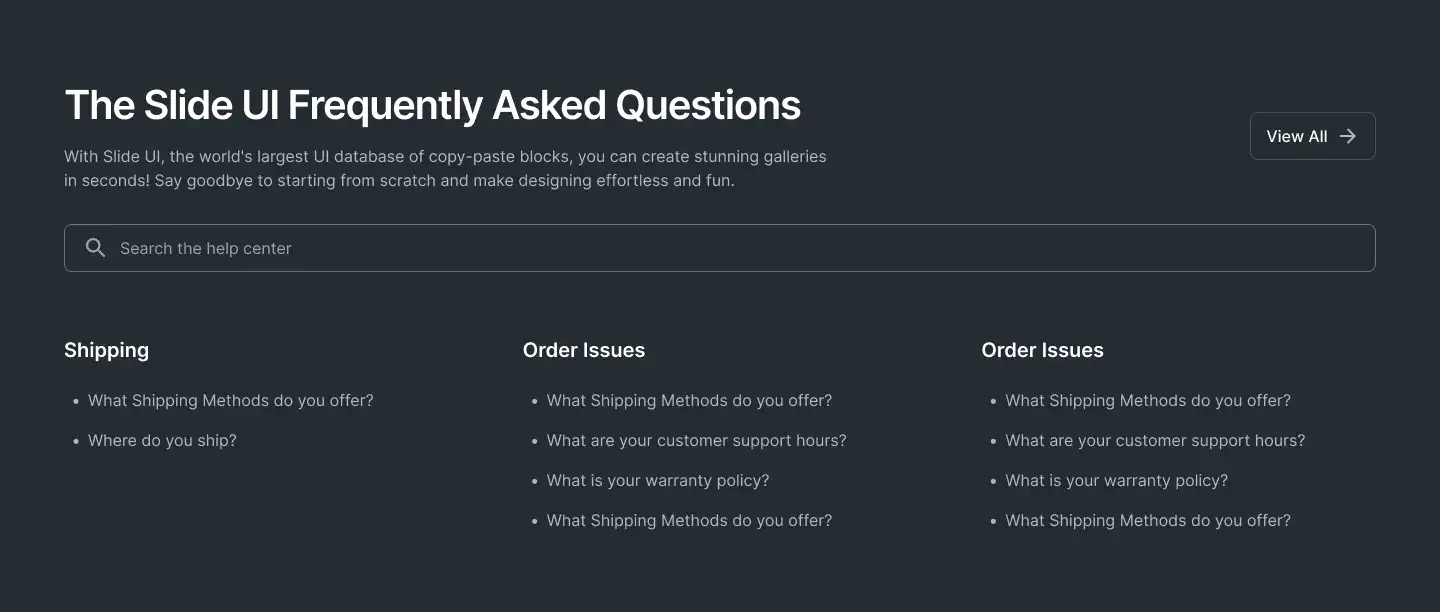 The Slide UI Frequently Asked Questions
With Slide UI, the world's largest UI database of copy-paste blocks, you can create stunning galleries
in seconds! Say goodbye to starting from scratch and make designing effortless and fun.
View All
Search the help center
Shipping
• What Shipping Methods do you offer?
• Where do you ship?
Order Issues
• What Shipping Methods do you offer?
• What are your customer support hours?
• What is your warranty policy?
• What Shipping Methods do you offer?
Order Issues
• What Shipping Methods do you offer?
• What are your customer support hours?
• What is your warranty policy?
• What Shipping Methods do you offer?